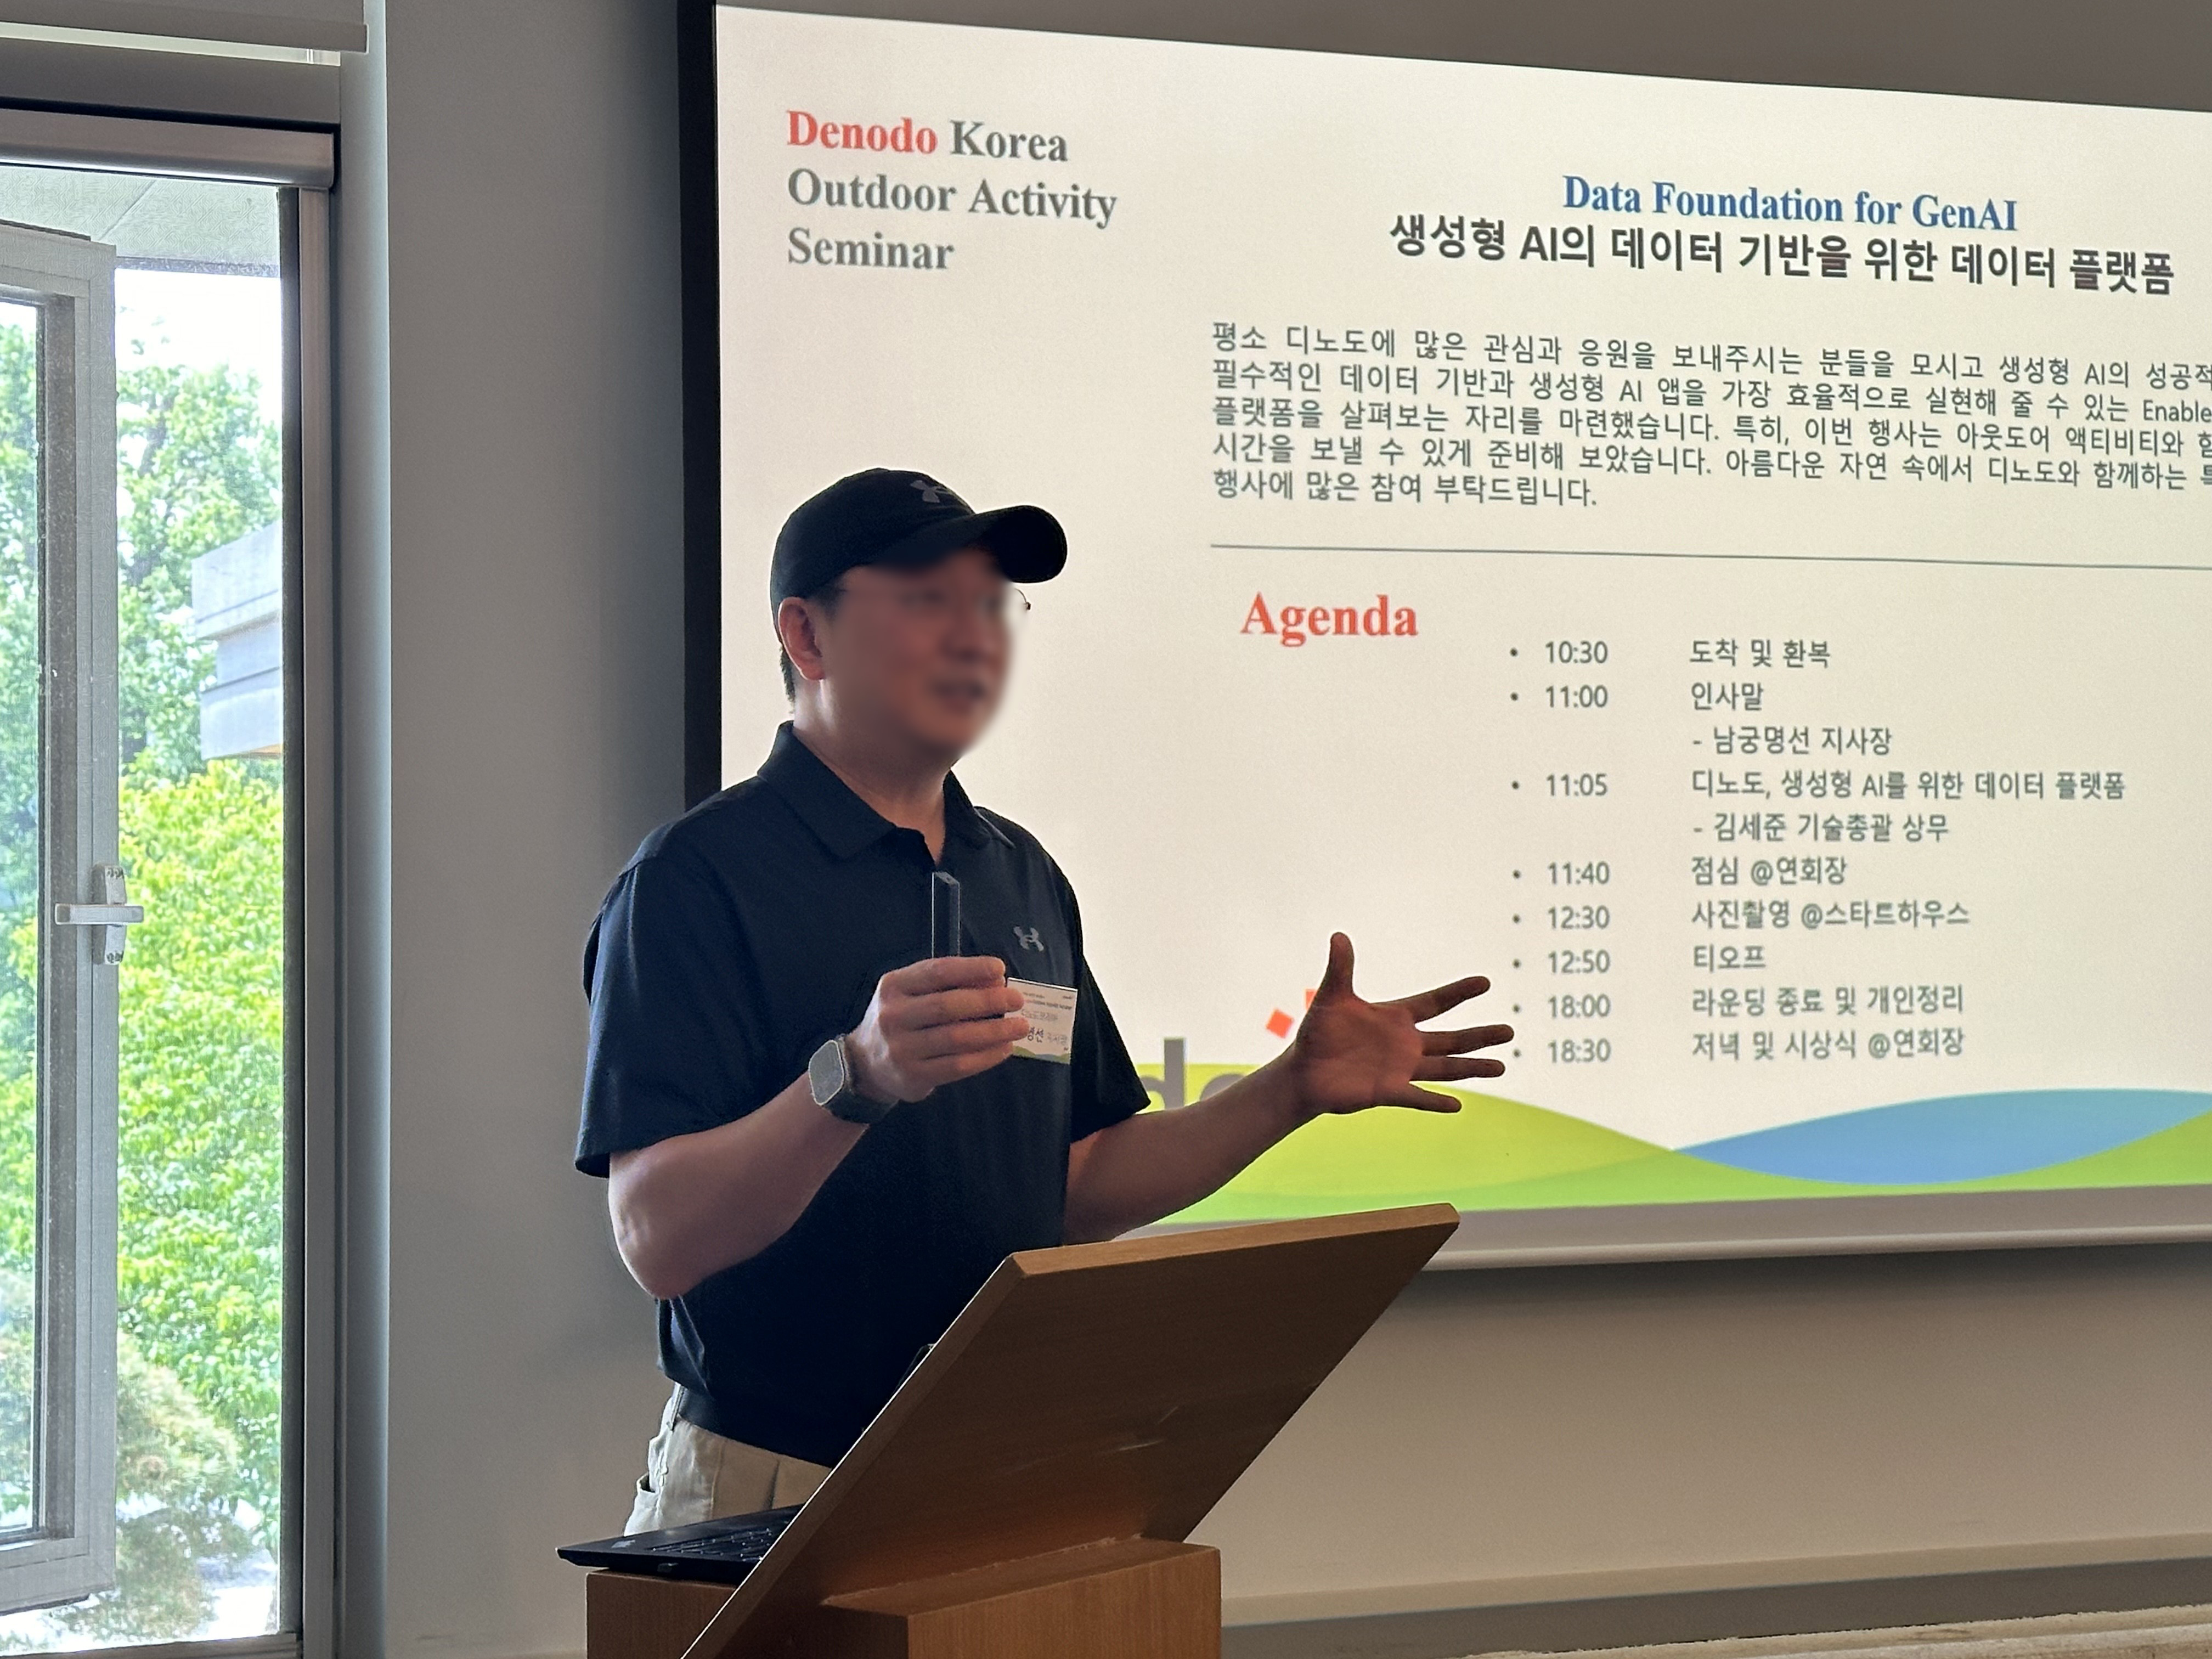 Denodo Korea
Outdoor Activity
Seminar
Data Foundation for GenAI
생성형 AI의 데이터 기반을 위한 데이터 플랫폼
평소 디노도에 많은 관심과 응원을 보내주시는 분들을 모시고 생성형 AI의 성공적
필수적인 데이터 기반과 생성형 AI 앱을 가장 효율적으로 실현해 줄 수 있는 Enable
플랫폼을 살펴보는 자리를 마련했습니다. 특히, 이번 행사는 아웃도어 액티비티와 함
시간을 보낼 수 있게 준비해 보았습니다. 아름다운 자연 속에서 디노도와 함께하는 특
행사에 많은 참여 부탁드립니다.
Agenda
• 10:30 도착 및 환복
• 11:00 인사말
- 남궁명선 지사장
• 11:05 디노도, 생성형 AI를 위한 데이터 플랫폼
- 김세준 기술총괄 상무
• 11:40 점심 @연회장
• 12:30 사진촬영 @스타트하우스
• 12:50 티오프
• 18:00 라운딩 종료 및 개인정리
• 18:30 저녁 및 시상식 @연회장
de
명선 지사장